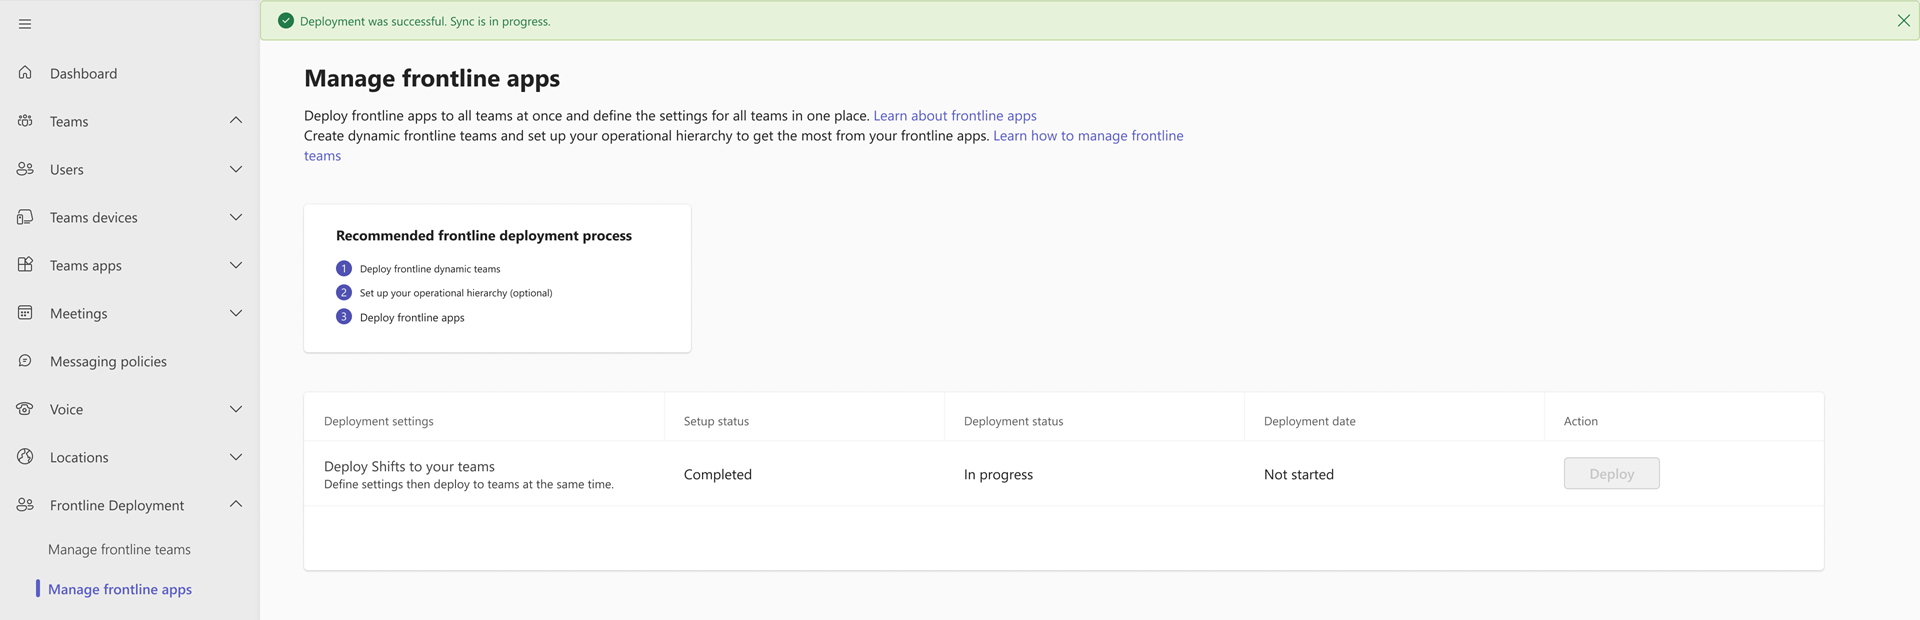 Deployment was successful. Sync is in progress.
Dashboard
Teams
Users
Teams devices
Teams apps
Meetings
Messaging policies
Voice
Locations
Frontline Deployment
Manage frontline teams
Manage frontline apps
Manage frontline apps
Deploy frontline apps to all teams at once and define the settings for all teams in one place. Learn about frontline apps
Create dynamic frontline teams and set up your operational hierarchy to get the most from your frontline apps. Learn how to manage frontline
teams
Recommended frontline deployment process
1 Deploy frontline dynamic teams
2 Set up your operational hierarchy (optional)
3 Deploy frontline apps
Deployment settings Setup status Deployment status Deployment date Action
Deploy Shifts to your teams
Define settings then deploy to teams at the same time.
Completed In progress Not started Deploy